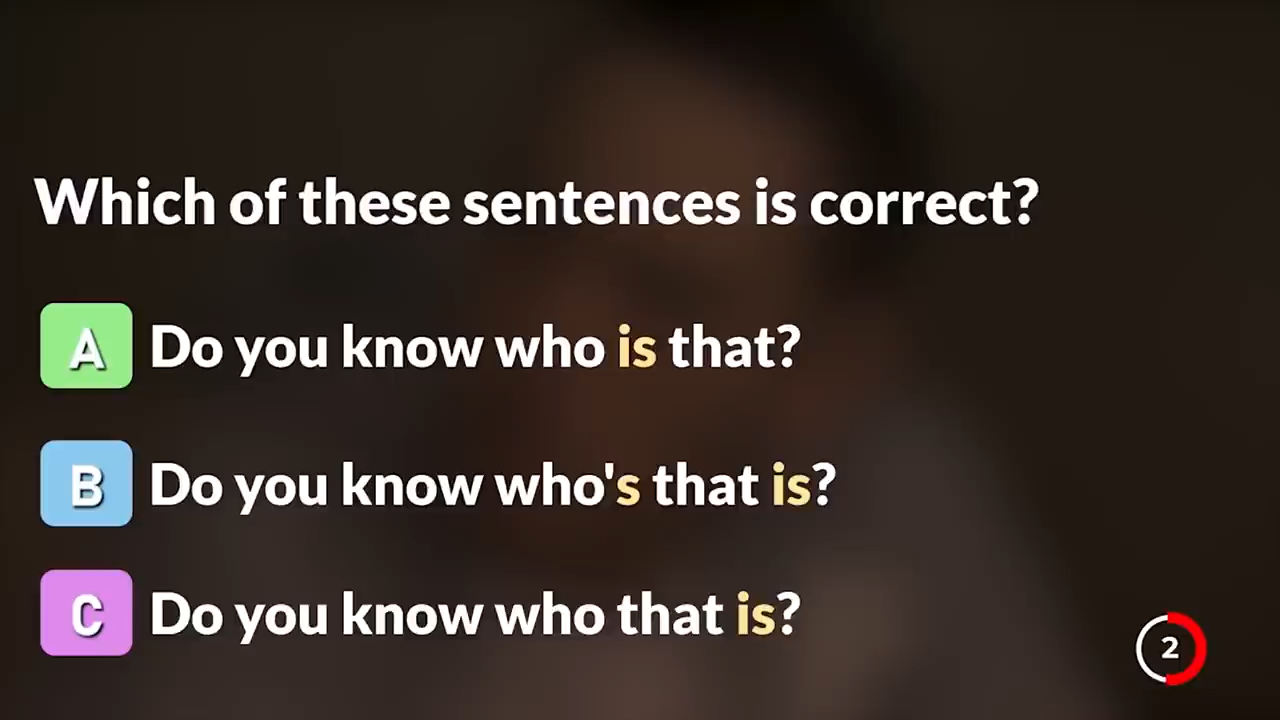 Which of these sentences is correct?
A Do you know who is that?
B Do you know who's that is?
C Do you know who that is?
2